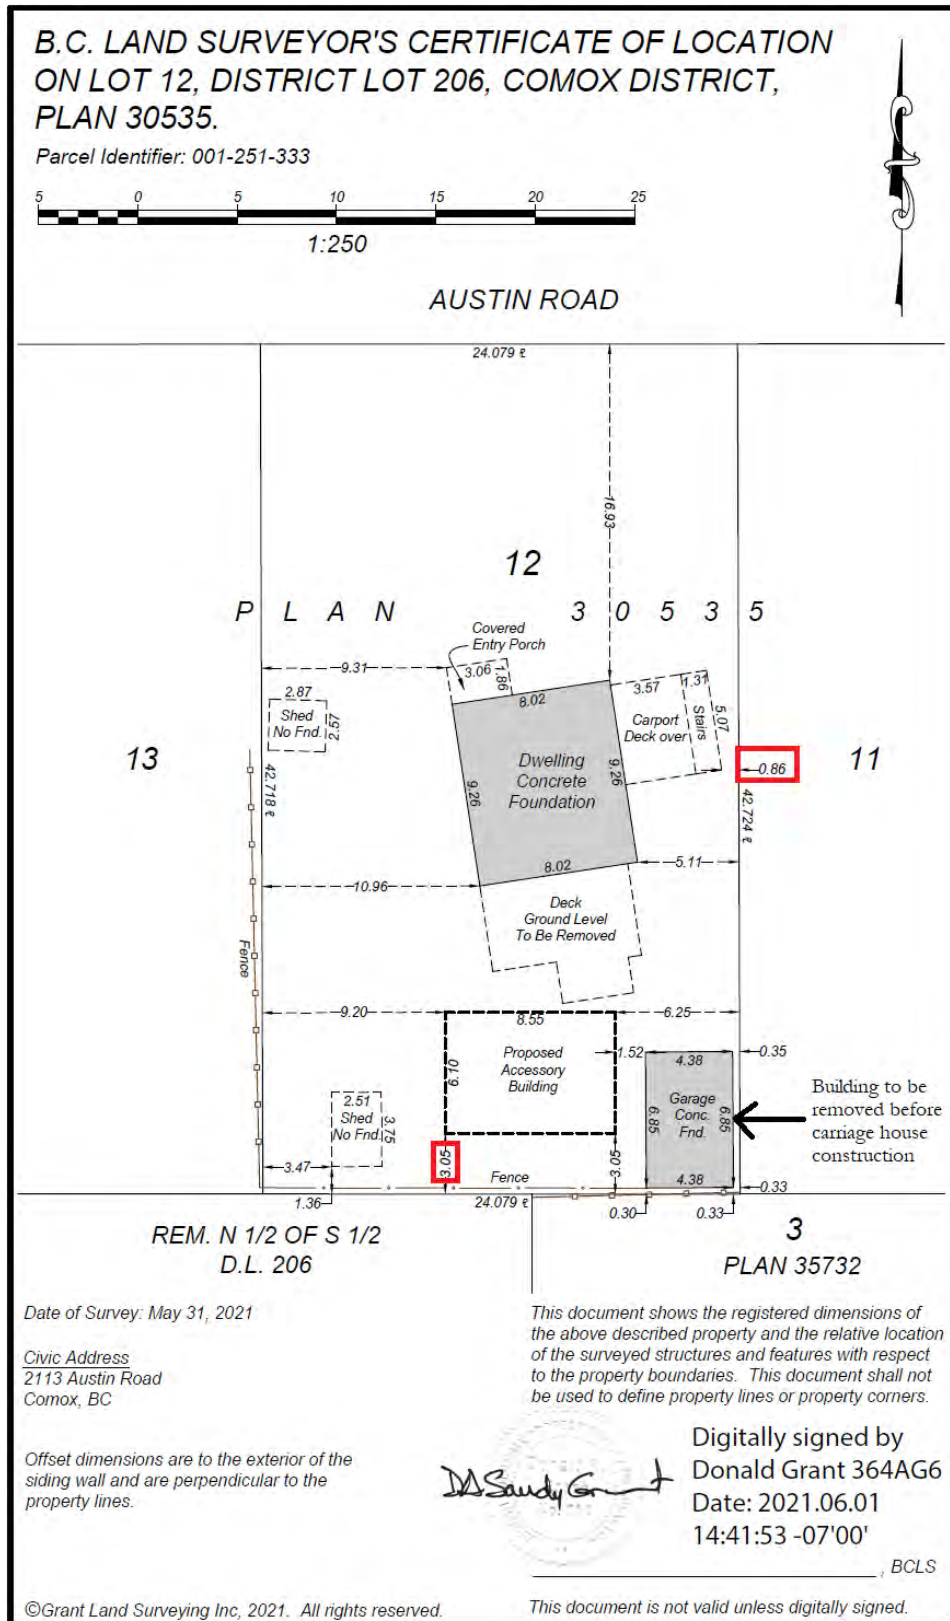 B.C. LAND SURVEYOR'S CERTIFICATE OF LOCATION
ON LOT 12, DISTRICT LOT 206, COMOX DISTRICT,
PLAN 30535.
Parcel Identifier: 001-251-333
5 0 5 10 15 20 25
1:250
AUSTIN ROAD
24.079 ℄
16.93
12
P L A N 3 0 5 3 5
Covered
Entry Porch
9.31
3.06
1.86
2.87
Shed
No Fnd.
2.57
8.02
3.57
1.31
Carport
Deck over
Stairs
5.07
13
Dwelling
Concrete
Foundation
9.26
9.26
0.86
11
42.718 ℄
42.724 ℄
8.02
5.11
10.96
Deck
Ground Level
To Be Removed
Fence
9.20
8.55
6.25
Proposed
Accessory
Building
6.10
1.52
4.38
0.35
Garage
Conc.
Fnd.
6.85
6.85
Building to be
removed before
carriage house
construction
2.51
Shed
No Fnd.
3.75
3.05
3.05
3.47
Fence
4.38
0.33
1.36
24.079 ℄
0.30
0.33
REM. N 1/2 OF S 1/2
D.L. 206
3
PLAN 35732
Date of Survey: May 31, 2021
Civic Address
2113 Austin Road
Comox, BC
Offset dimensions are to the exterior of the
siding wall and are perpendicular to the
property lines.
This document shows the registered dimensions of
the above described property and the relative location
of the surveyed structures and features with respect
to the property boundaries. This document shall not
be used to define property lines or property corners.
DA Sandy Grant
Digitally signed by
Donald Grant 364AG6
Date: 2021.06.01
14:41:53 -07'00'
, BCLS
©Grant Land Surveying Inc, 2021. All rights reserved.
This document is not valid unless digitally signed.